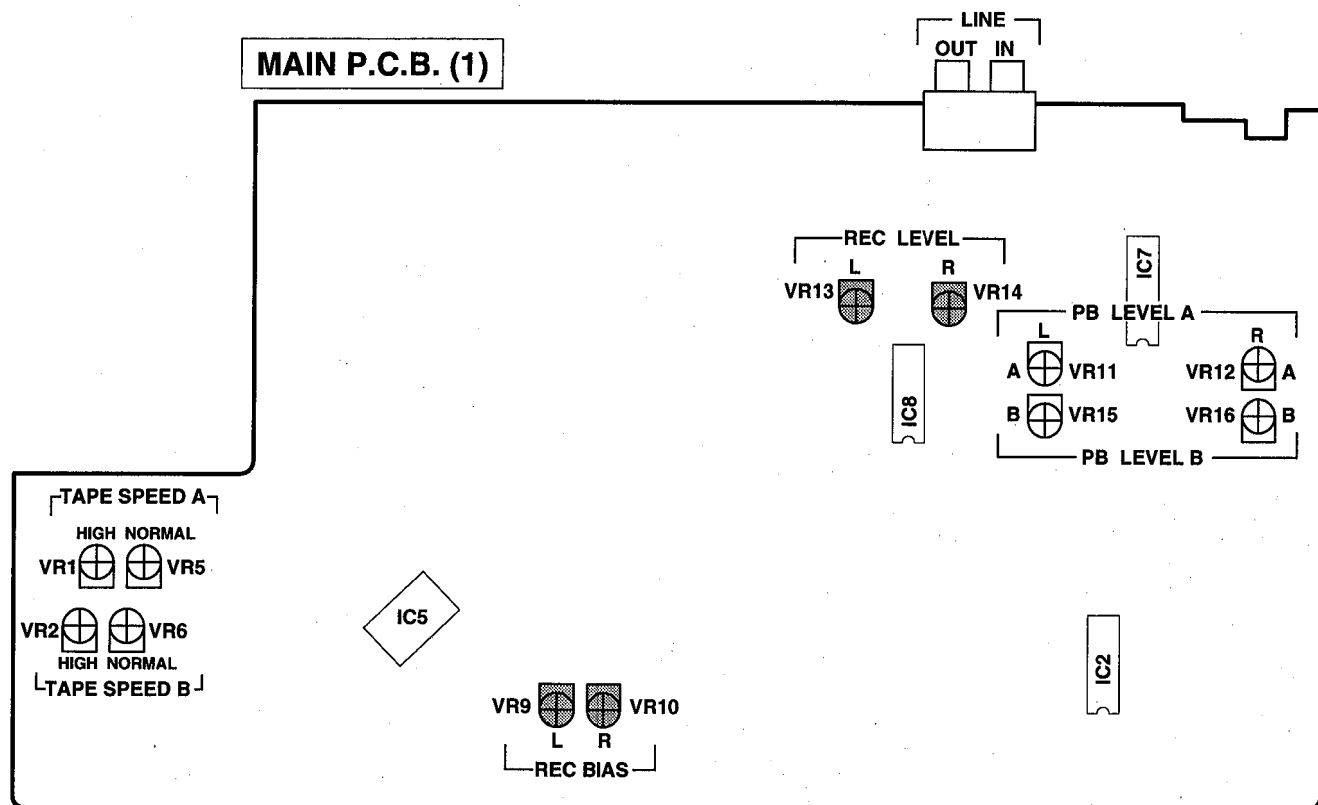 LINE
OUT IN
MAIN P.C.B. (1)
REC LEVEL
L R
VR13 VR14
IC7
PB LEVEL A
L R
A VR11 VR12 A
B VR15 VR16 B
PB LEVEL B
IC8
TAPE SPEED A
HIGH NORMAL
VR1 VR5
VR2 VR6
HIGH NORMAL
TAPE SPEED B
IC5
IC2
VR9 VR10
L R
REC BIAS